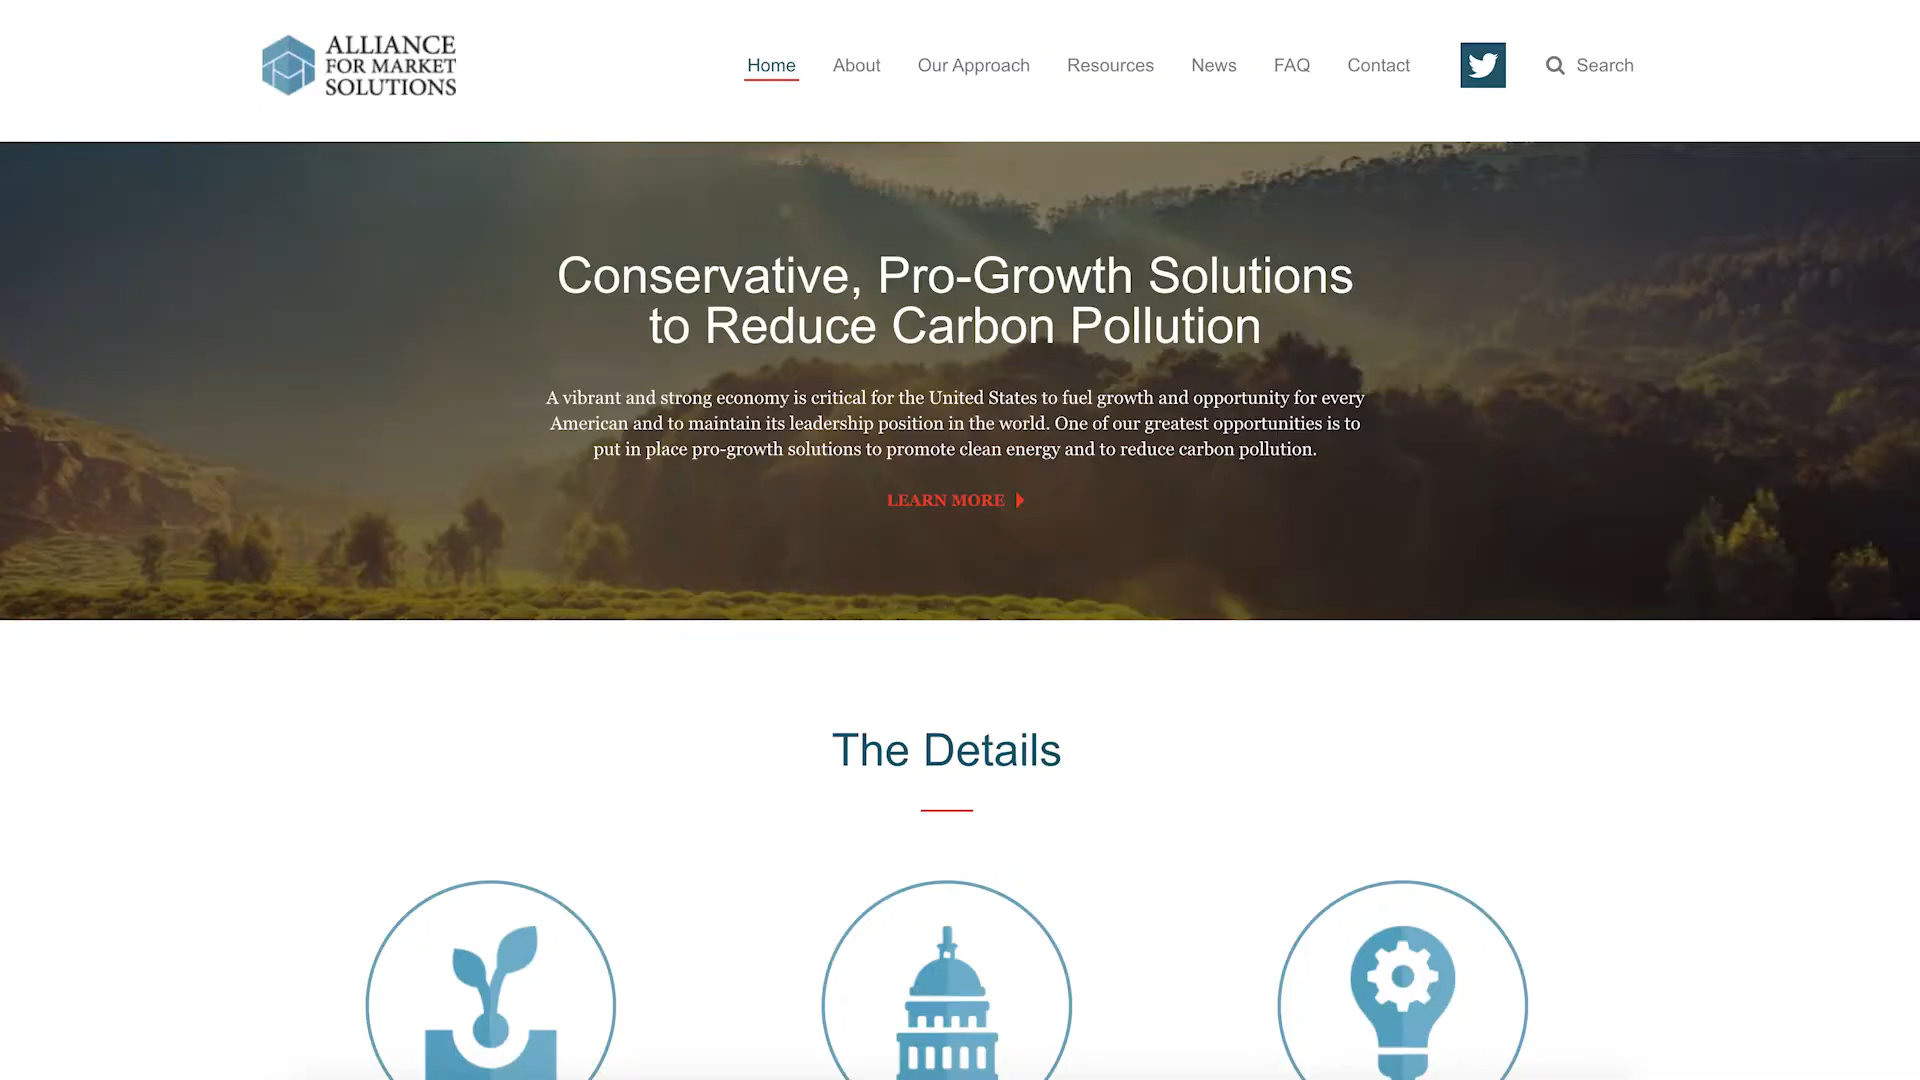 ALLIANCE
FOR MARKET
SOLUTIONS
Home About Our Approach Resources News FAQ Contact Search
Conservative, Pro-Growth Solutions
to Reduce Carbon Pollution
A vibrant and strong economy is critical for the United States to fuel growth and opportunity for every
American and to maintain its leadership position in the world. One of our greatest opportunities is to
put in place pro-growth solutions to promote clean energy and to reduce carbon pollution.
LEARN MORE
The Details